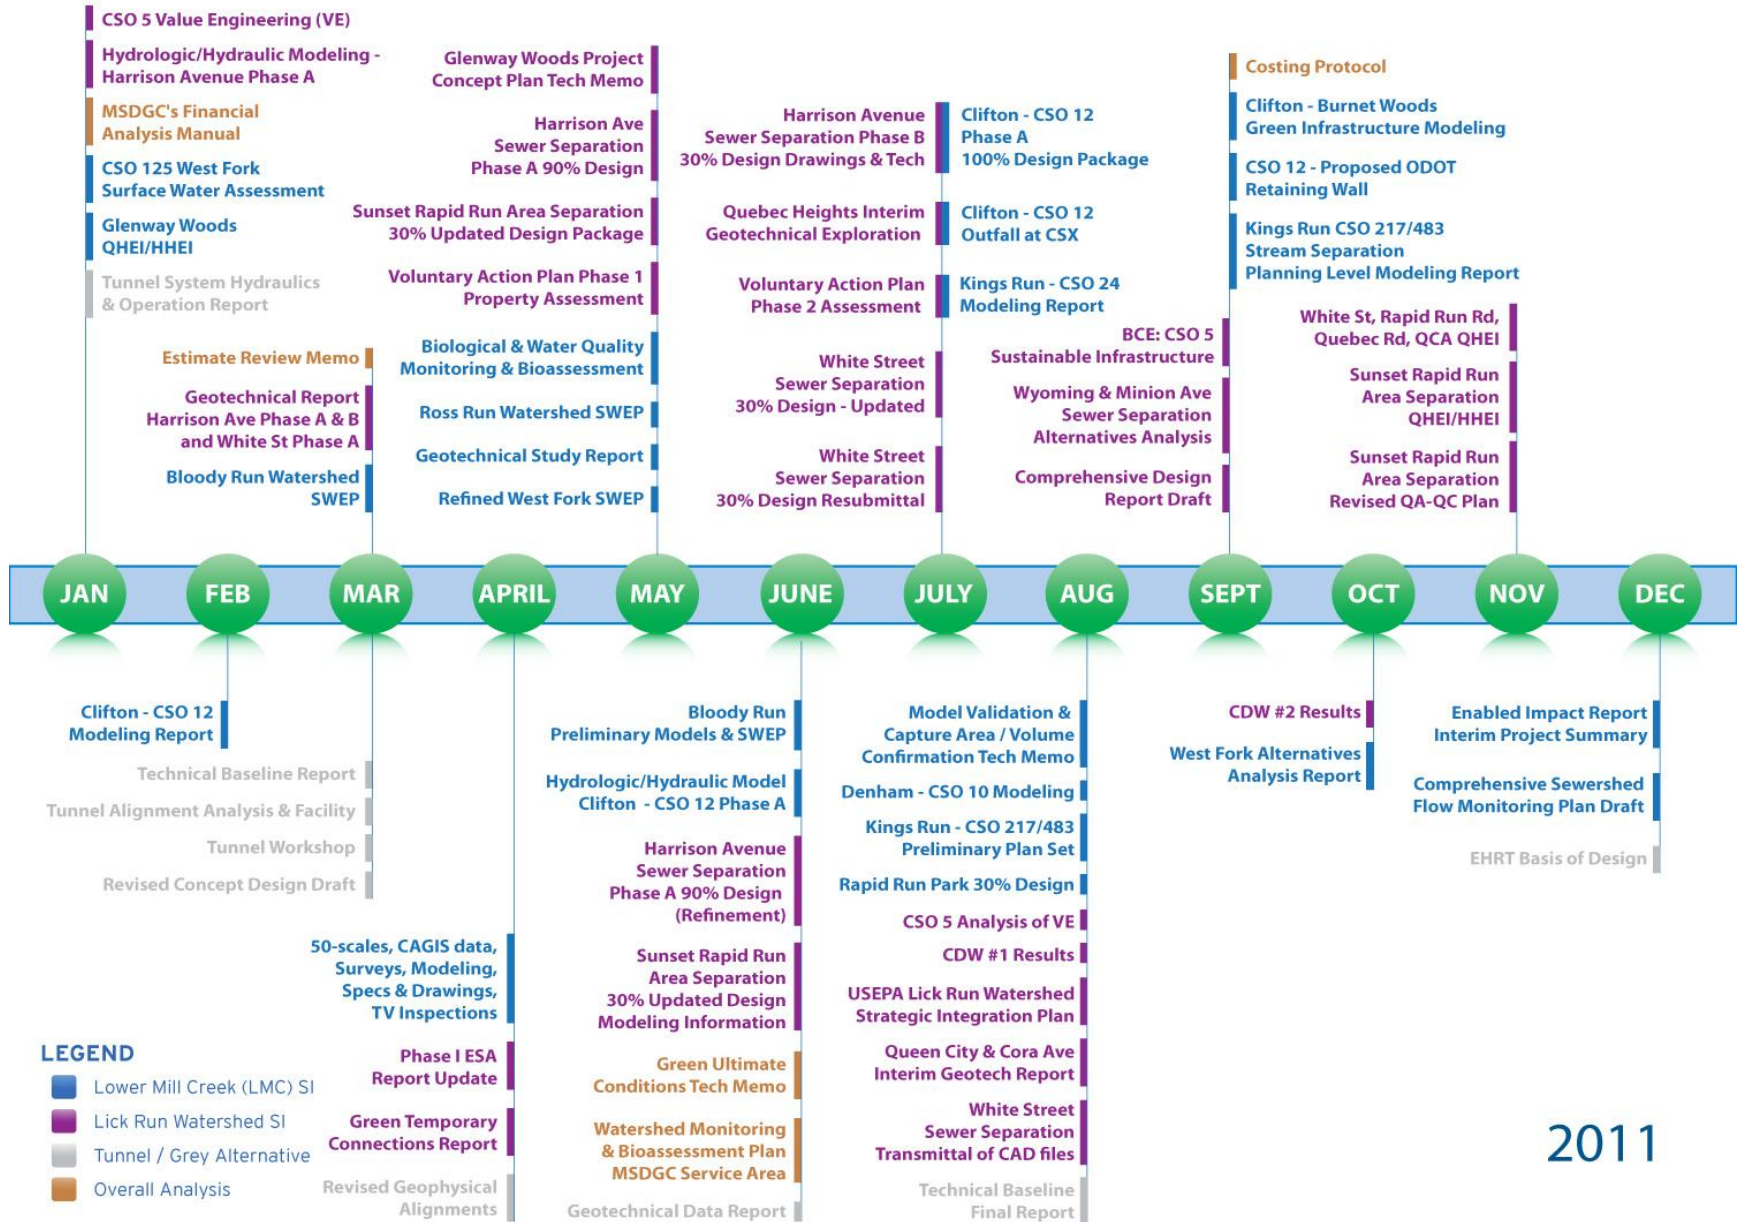 CSO 5 Value Engineering (VE)
Hydrologic/Hydraulic Modeling -
Harrison Avenue Phase A
MSDGC's Financial
Analysis Manual
CSO 125 West Fork
Surface Water Assessment
Glenway Woods
QHEI/HHEI
Tunnel System Hydraulics
& Operation Report
Estimate Review Memo
Geotechnical Report
Harrison Ave Phase A & B
and White St Phase A
Bloody Run Watershed
SWEP
Glenway Woods Project
Concept Plan Tech Memo
Harrison Ave
Sewer Separation
Phase A 90% Design
Sunset Rapid Run Area Separation
30% Updated Design Package
Voluntary Action Plan Phase 1
Property Assessment
Biological & Water Quality
Monitoring & Bioassessment
Ross Run Watershed SWEP
Geotechnical Study Report
Refined West Fork SWEP
Harrison Avenue
Sewer Separation Phase B
30% Design Drawings & Tech
Quebec Heights Interim
Geotechnical Exploration
Voluntary Action Plan
Phase 2 Assessment
White Street
Sewer Separation
30% Design - Updated
White Street
Sewer Separation
30% Design Resubmittal
Clifton - CSO 12
Phase A
100% Design Package
Clifton - CSO 12
Outfall at CSX
Kings Run - CSO 24
Modeling Report
BCE: CSO 5
Sustainable Infrastructure
Wyoming & Minion Ave
Sewer Separation
Alternatives Analysis
Comprehensive Design
Report Draft
Costing Protocol
Clifton - Burnet Woods
Green Infrastructure Modeling
CSO 12 - Proposed ODOT
Retaining Wall
Kings Run CSO 217/483
Stream Separation
Planning Level Modeling Report
White St, Rapid Run Rd,
Quebec Rd, QCA QHEI
Sunset Rapid Run
Area Separation
QHEI/HHEI
Sunset Rapid Run
Area Separation
Revised QA-QC Plan
JAN FEB MAR APRIL MAY JUNE JULY AUG SEPT OCT NOV DEC
Clifton - CSO 12
Modeling Report
Technical Baseline Report
Tunnel Alignment Analysis & Facility
Tunnel Workshop
Revised Concept Design Draft
50-scales, CAGIS data,
Surveys, Modeling,
Specs & Drawings,
TV Inspections
Phase I ESA
Report Update
Green Temporary
Connections Report
Revised Geophysical
Alignments
Bloody Run
Preliminary Models & SWEP
Hydrologic/Hydraulic Model
Clifton - CSO 12 Phase A
Harrison Avenue
Sewer Separation
Phase A 90% Design
(Refinement)
Sunset Rapid Run
Area Separation
30% Updated Design
Modeling Information
Green Ultimate
Conditions Tech Memo
Watershed Monitoring
& Bioassessment Plan
MSDGC Service Area
Geotechnical Data Report
Model Validation &
Capture Area / Volume
Confirmation Tech Memo
Denham - CSO 10 Modeling
Kings Run - CSO 217/483
Preliminary Plan Set
Rapid Run Park 30% Design
CSO 5 Analysis of VE
CDW #1 Results
USEPA Lick Run Watershed
Strategic Integration Plan
Queen City & Cora Ave
Interim Geotech Report
White Street
Sewer Separation
Transmittal of CAD files
Technical Baseline
Final Report
CDW #2 Results
West Fork Alternatives
Analysis Report
Enabled Impact Report
Interim Project Summary
Comprehensive Sewershed
Flow Monitoring Plan Draft
EHRT Basis of Design
LEGEND
Lower Mill Creek (LMC) SI
Lick Run Watershed SI
Tunnel / Grey Alternative
Overall Analysis
2011